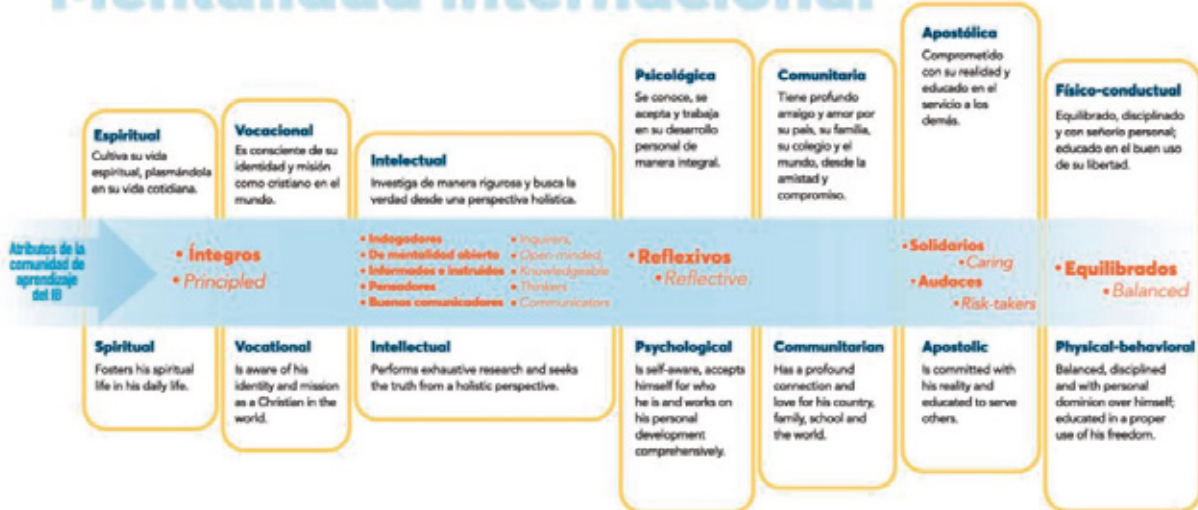 Mentalidad internacional
Espiritual
Cultiva su vida
espiritual, plasmándola
en su vida cotidiana.
Vocacional
Es consciente de su
identidad y misión
como cristiano en el
mundo.
Intelectual
Investiga de manera rigurosa y busca la
verdad desde una perspectiva holística.
Psicológica
Se conoce, se
acepta y trabaja
en su desarrollo
personal de
manera integral.
Comunitaria
Tiene profundo
arraigo y amor por
su país, su familia,
su colegio y el
mundo, desde la
amistad y
compromiso.
Apostólica
Comprometido
con su realidad y
educado en el
servicio a los
demás.
Físico-conductual
Equilibrado, disciplinado
y con señorío personal;
educado en el buen uso
de su libertad.
Atributos de la
comunidad de
aprendizaje
del IB
• Íntegros
• Principled
• Indagadores
• De mentalidad abierta
• Informados e instruidos
• Pensadores
• Buenos comunicadores
• Inquirers,
• Open-minded,
• Knowledgeable
• Thinkers
• Communicators
• Reflexivos
• Reflective
• Solidarios
• Caring
• Audaces
• Risk-takers
• Equilibrados
• Balanced
Spiritual
Fosters his spiritual
life in his daily life.
Vocational
Is aware of his
identity and mission
as a Christian in the
world.
Intellectual
Performs exhaustive research and seeks
the truth from a holistic perspective.
Psychological
Is self-aware, accepts
himself for who
he is and works on
his personal
development
comprehensively.
Communitarian
Has a profound
connection and
love for his country,
family, school and
the world.
Apostolic
Is committed with
his reality and
educated to serve
others.
Physical-behavioral
Balanced, disciplined
and with personal
dominion over himself;
educated in a proper
use of his freedom.